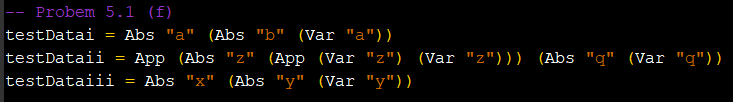 -- Probem 5.1 (f)
testDatai = Abs "a" (Abs "b" (Var "a"))
testDataii = App (Abs "z" (App (Var "z") (Var "z"))) (Abs "q" (Var "q"))
testDataiii = Abs "x" (Abs "y" (Var "y"))